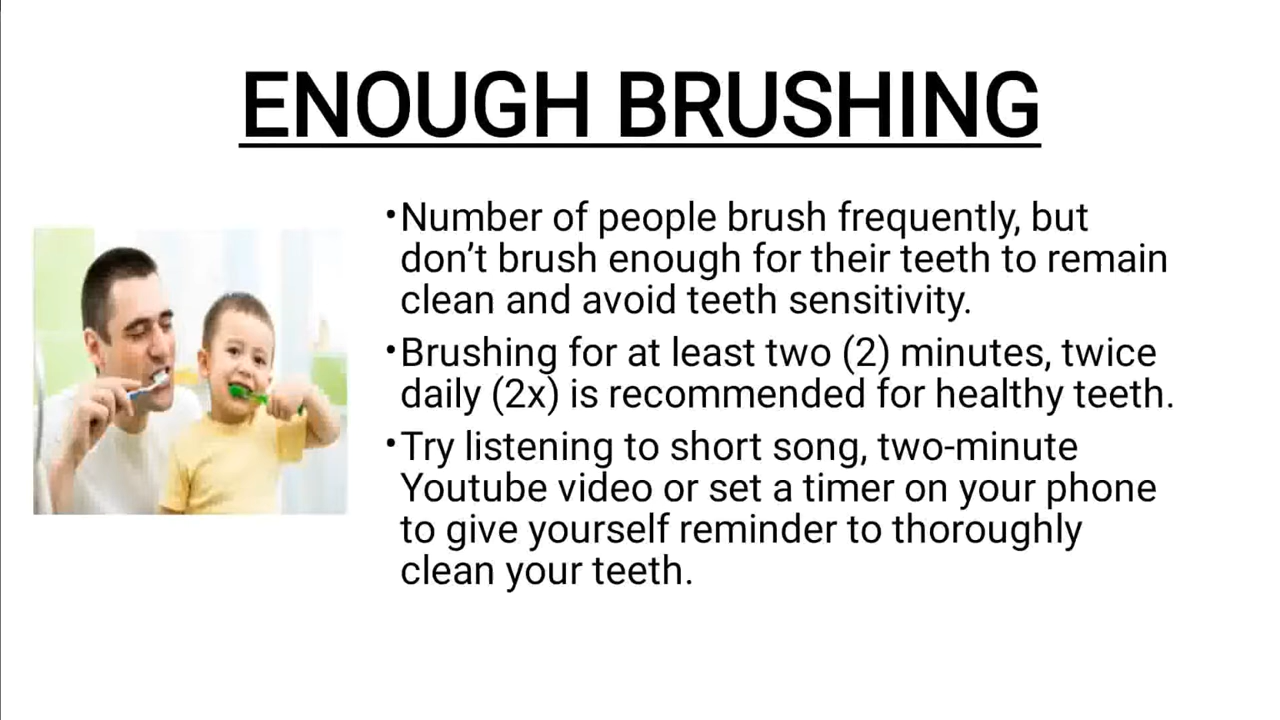 ENOUGH BRUSHING
•Number of people brush frequently, but
don’t brush enough for their teeth to remain
clean and avoid teeth sensitivity.
•Brushing for at least two (2) minutes, twice
daily (2x) is recommended for healthy teeth.
•Try listening to short song, two-minute
Youtube video or set a timer on your phone
to give yourself reminder to thoroughly
clean your teeth.